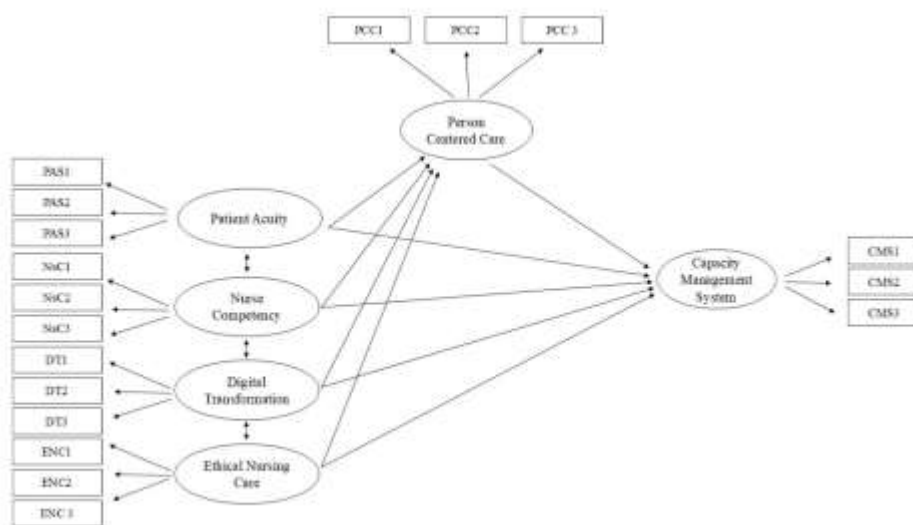 PCC1
PCC2
PCC 3
Person
Centered Care
PAS1
PAS2
PAS3
Patient Acuity
NsC1
NsC2
NsC3
Nurse
Competency
Capacity
Management
System
CMS1
CMS2
CMS3
DT1
DT2
DT3
Digital
Transformation
ENC1
ENC2
ENC 3
Ethical Nursing
Care